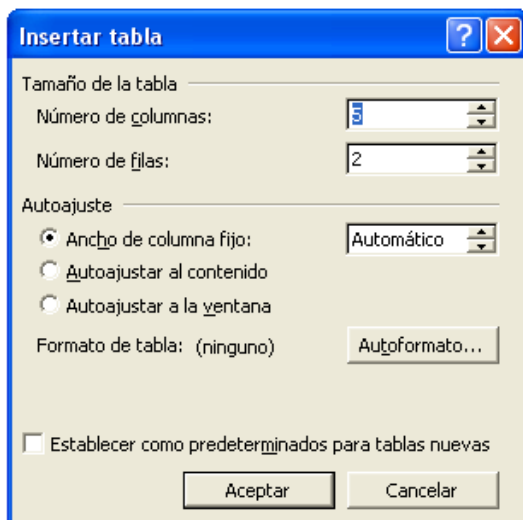 Insertar tabla
Tamaño de la tabla
Número de columnas: 5
Número de filas: 2
Autoajuste
Ancho de columna fijo: Automático
Autoajustar al contenido
Autoajustar a la ventana
Formato de tabla: (ninguno) Autoformato...
Establecer como predeterminados para tablas nuevas
Aceptar Cancelar